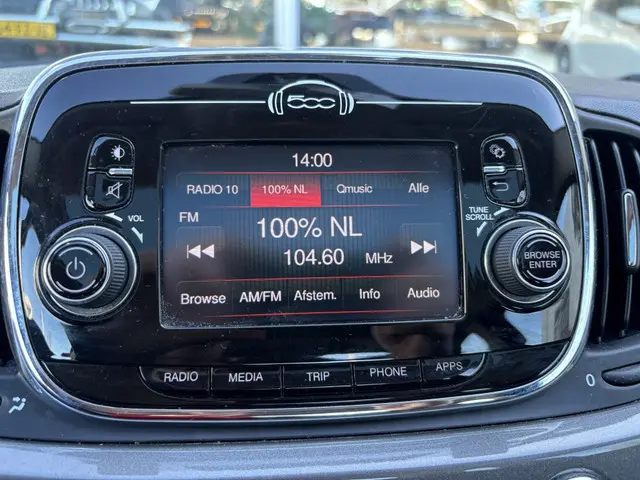 500
14:00
RADIO 10 100% NL Qmusic Alle
FM
100% NL
104.60 MHz
Browse AM/FM Afstem. Info Audio
VOL
TUNE
SCROLL
BROWSE
ENTER
RADIO MEDIA TRIP PHONE APPS
0